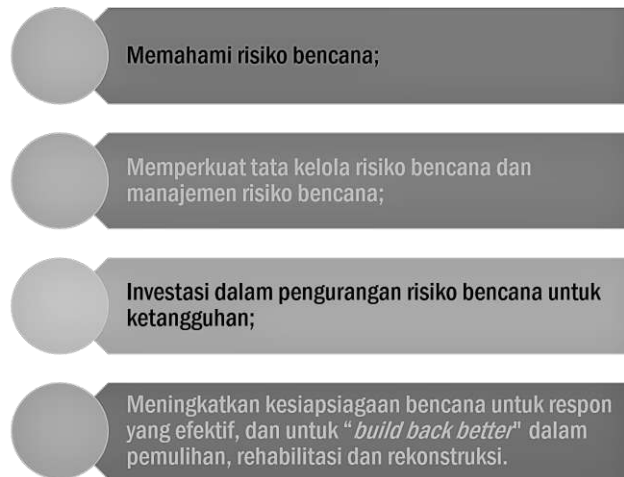 Memahami risiko bencana;
Memperkuat tata kelola risiko bencana dan
manajemen risiko bencana;
Investasi dalam pengurangan risiko bencana untuk
ketangguhan;
Meningkatkan kesiapsiagaan bencana untuk respon
yang efektif, dan untuk “build back better" dalam
pemulihan, rehabilitasi dan rekonstruksi.